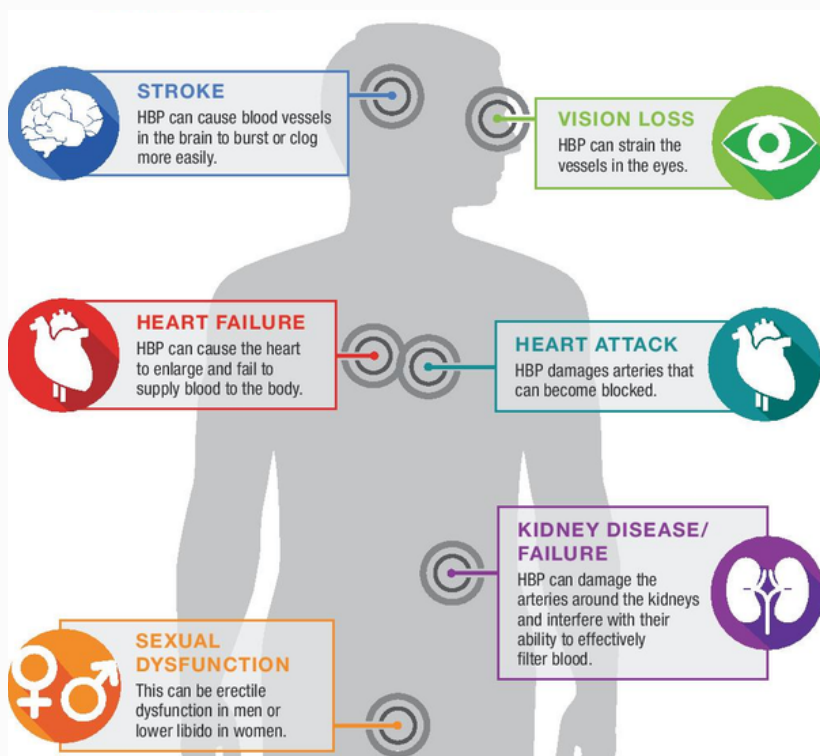 STROKE
HBP can cause blood vessels
in the brain to burst or clog
more easily.
VISION LOSS
HBP can strain the
vessels in the eyes.
HEART FAILURE
HBP can cause the heart
to enlarge and fail to
supply blood to the body.
HEART ATTACK
HBP damages arteries that
can become blocked.
KIDNEY DISEASE/
FAILURE
HBP can damage the
arteries around the kidneys
and interfere with their
ability to effectively
filter blood.
SEXUAL
DYSFUNCTION
This can be erectile
dysfunction in men or
lower libido in women.